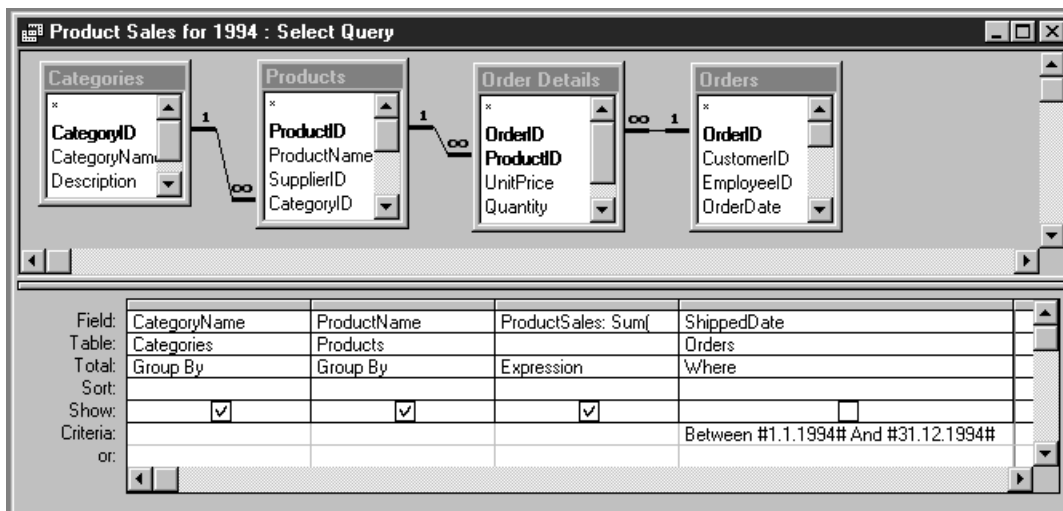 Product Sales for 1994 : Select Query
Categories
*
CategoryID
CategoryName
Description
1
∞
Products
*
ProductID
ProductName
SupplierID
CategoryID
1
∞
Order Details
*
OrderID
ProductID
UnitPrice
Quantity
∞ 1
Orders
*
OrderID
CustomerID
EmployeeID
OrderDate
Field: CategoryName ProductName ProductSales: Sum( ShippedDate
Table: Categories Products Orders
Total: Group By Group By Expression Where
Sort:
Show:
Criteria: Between #1.1.1994# And #31.12.1994#
or: